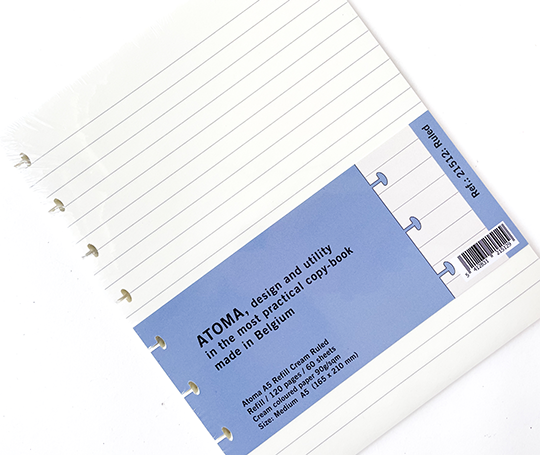 ATOMA, design and utility
in the most practical copy-book
made in Belgium
Atoma A5 Refill Cream Ruled
Refill / 120 pages / 60 sheets
Cream coloured paper 90g/sqm
Size: Medium A5 (165 x 210 mm)
Ref.: 21512: Ruled